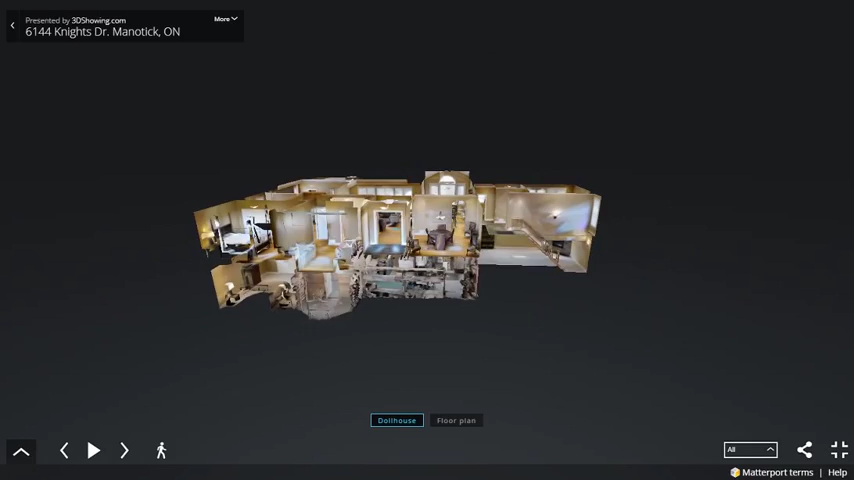 Presented by 3DShowing.com
More
6144 Knights Dr. Manotick, ON
Dollhouse
Floor plan
All
Matterport terms | Help